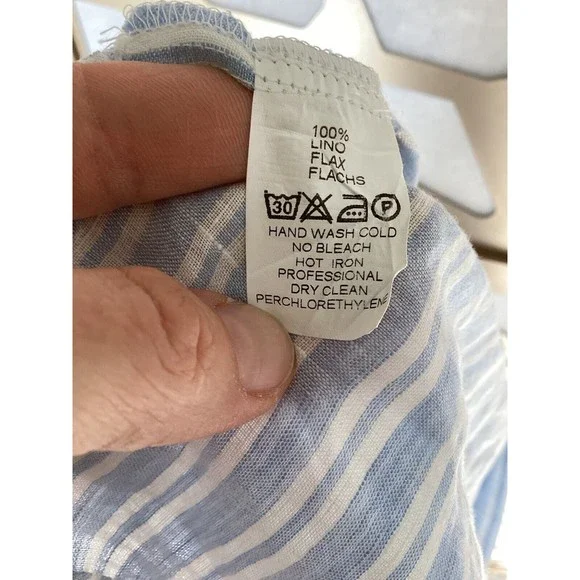 100%
LINO
FLAX
FLACHS
30 P
HAND WASH COLD
NO BLEACH
HOT IRON
PROFESSIONAL
DRY CLEAN
PERCHLORETHYLENE